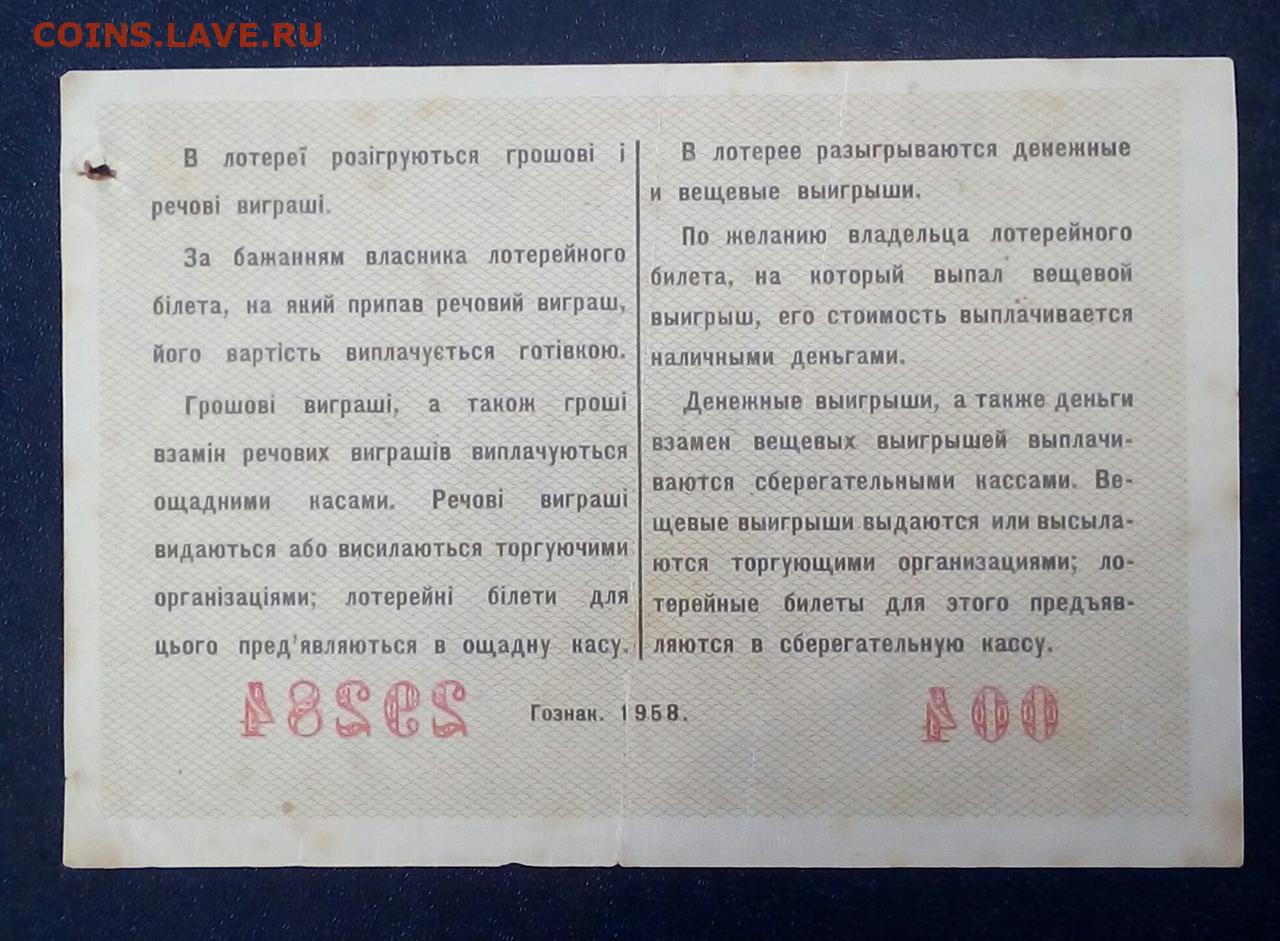 COINS.LAVE.RU
В лотереї розігруються грошові і
речові виграші.
За бажанням власника лотерейного
білета, на який припав речовий виграш,
його вартість виплачується готівкою.
Грошові виграші, а також гроші
взамін речових виграшів виплачуються
ощадними касами. Речові виграші
видаються або висилаються торгуючими
організаціями; лотерейні білети для
цього пред'являються в ощадну касу.
В лотерее разыгрываются денежные
и вещевые выигрыши.
По желанию владельца лотерейного
билета, на который выпал вещевой
выигрыш, его стоимость выплачивается
наличными деньгами.
Денежные выигрыши, а также деньги
взамен вещевых выигрышей выплачи-
ваются сберегательными кассами. Ве-
щевые выигрыши выдаются или высыла-
ются торгующими организациями; ло-
терейные билеты для этого предъяв-
ляются в сберегательную кассу.
29284
Гознак. 1958.
004